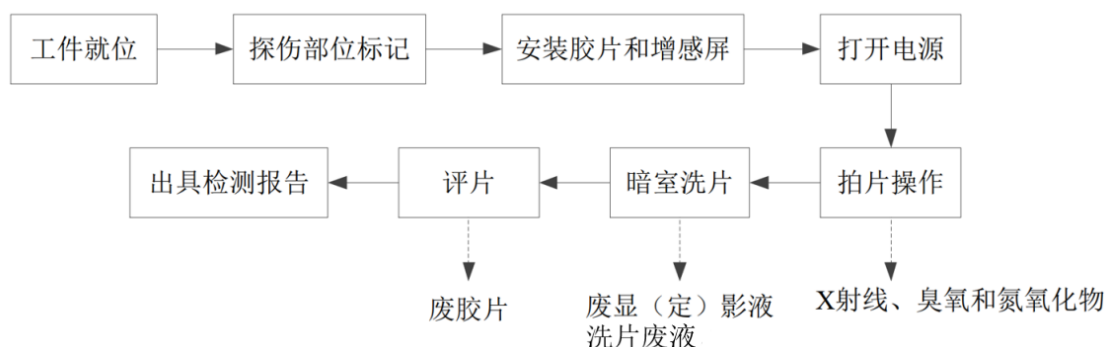 工件就位
探伤部位标记
安装胶片和增感屏
打开电源
出具检测报告
评片
暗室洗片
拍片操作
废胶片
废显（定）影液
洗片废液
X射线、臭氧和氮氧化物